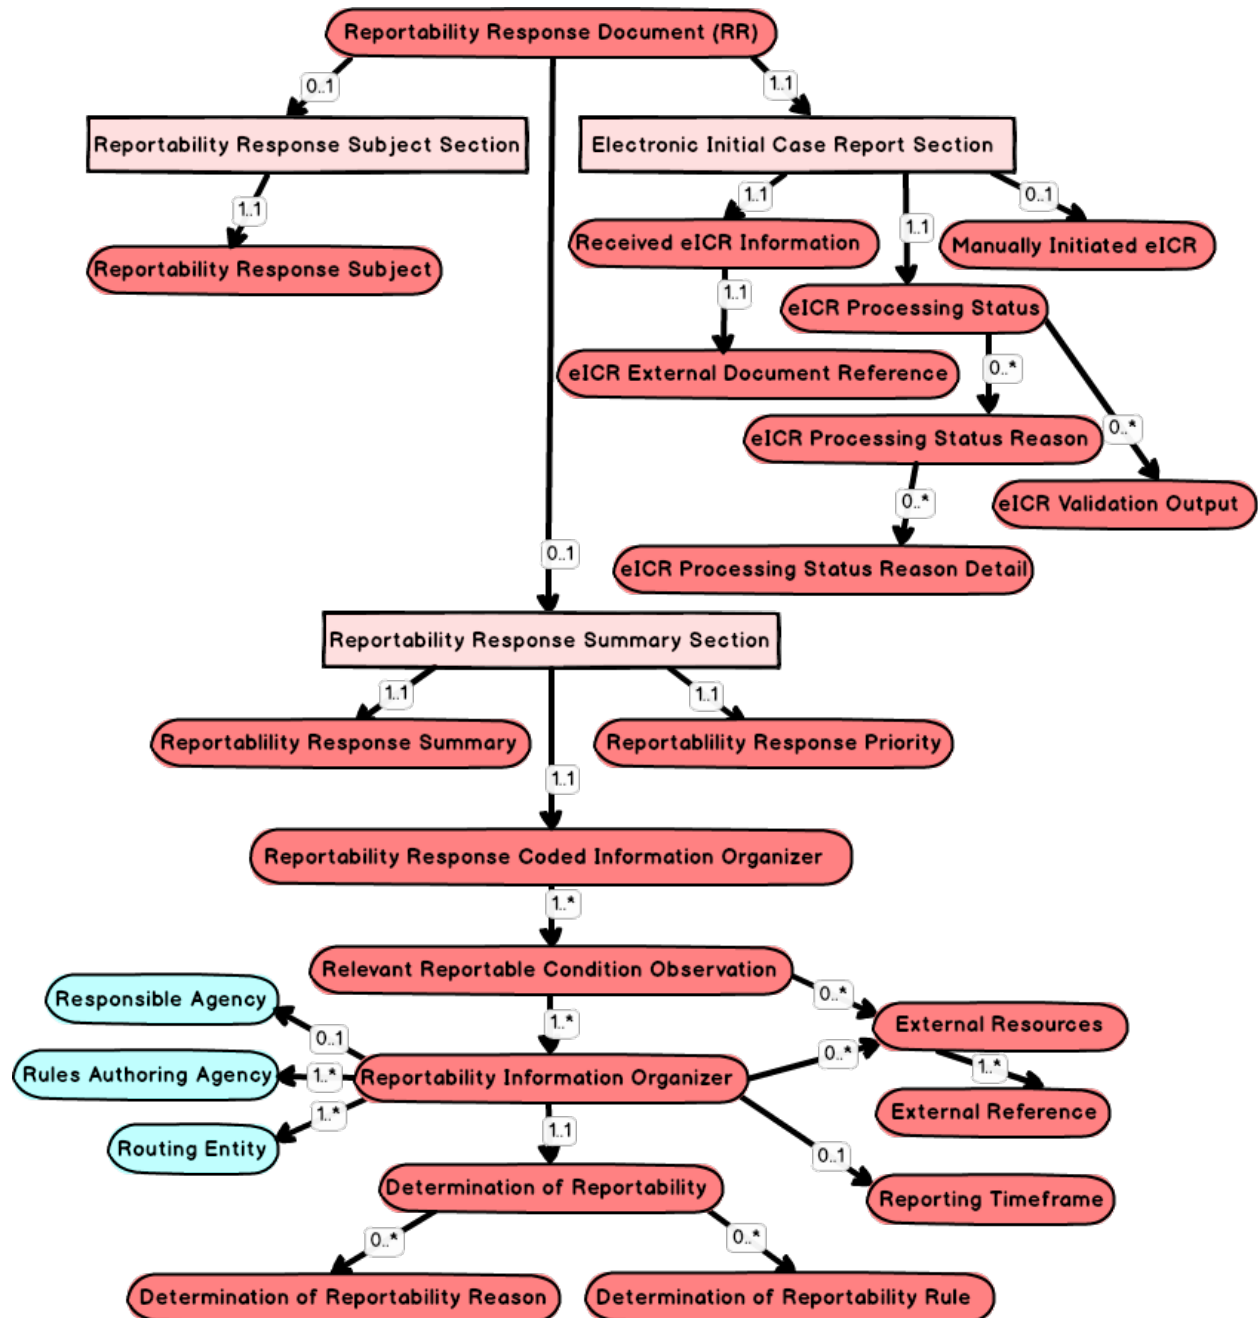 Reportability Response Document (RR)
0..1
1..1
Reportability Response Subject Section
Electronic Initial Case Report Section
1..1
1..1
0..1
1..1
Received eICR Information
Manually Initiated eICR
Reportability Response Subject
1..1
eICR Processing Status
eICR External Document Reference
0..*
0..*
eICR Processing Status Reason
0..*
eICR Validation Output
0..1
eICR Processing Status Reason Detail
Reportability Response Summary Section
1..1
1..1
Reportablility Response Summary
Reportablility Response Priority
1..1
Reportability Response Coded Information Organizer
1..*
Relevant Reportable Condition Observation
Responsible Agency
0..*
1..*
External Resources
0..1
0..*
Rules Authoring Agency
1..*
Reportability Information Organizer
1..*
1..*
External Reference
Routing Entity
1..1
0..1
Determination of Reportability
Reporting Timeframe
0..*
0..*
Determination of Reportability Reason
Determination of Reportability Rule